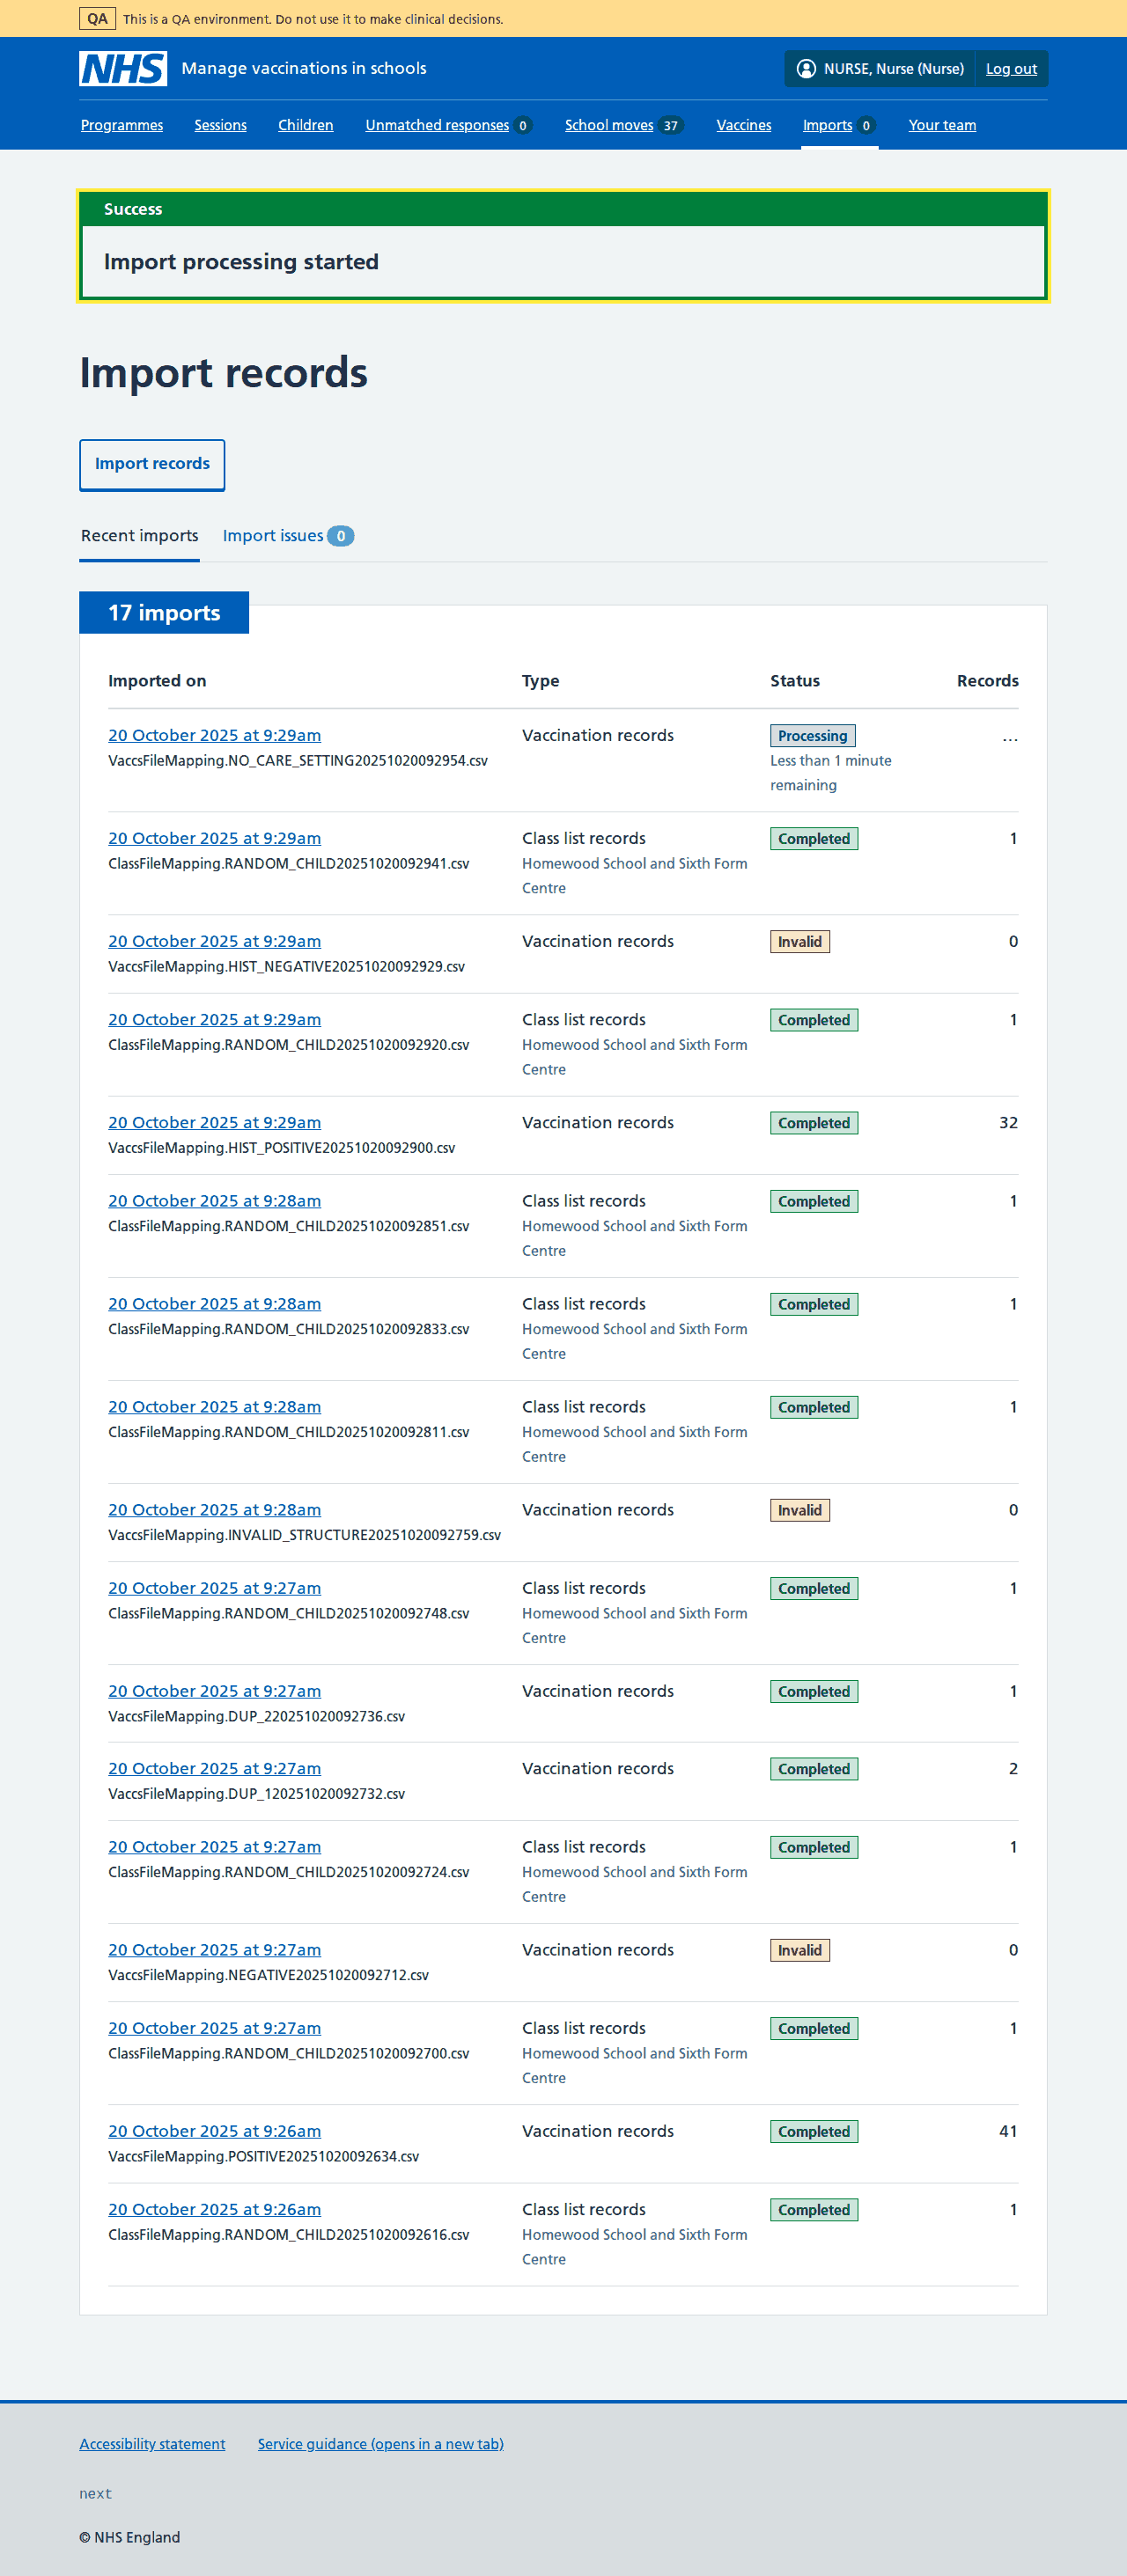 QA This is a QA environment. Do not use it to make clinical decisions.
NHS Manage vaccinations in schools NURSE, Nurse (Nurse) Log out
Programmes Sessions Children Unmatched responses 0 School moves 37 Vaccines Imports 0 Your team
Success
Import processing started
Import records
Import records
Recent imports Import issues 0
17 imports
Imported on Type Status Records
20 October 2025 at 9:29am Vaccination records Processing ...
VaccsFileMapping.NO_CARE_SETTING20251020092954.csv Less than 1 minute
remaining
20 October 2025 at 9:29am Class list records Completed 1
ClassFileMapping.RANDOM_CHILD20251020092941.csv Homewood School and Sixth Form
Centre
20 October 2025 at 9:29am Vaccination records Invalid 0
VaccsFileMapping.HIST_NEGATIVE20251020092929.csv
20 October 2025 at 9:29am Class list records Completed 1
ClassFileMapping.RANDOM_CHILD20251020092920.csv Homewood School and Sixth Form
Centre
20 October 2025 at 9:29am Vaccination records Completed 32
VaccsFileMapping.HIST_POSITIVE20251020092900.csv
20 October 2025 at 9:28am Class list records Completed 1
ClassFileMapping.RANDOM_CHILD20251020092851.csv Homewood School and Sixth Form
Centre
20 October 2025 at 9:28am Class list records Completed 1
ClassFileMapping.RANDOM_CHILD20251020092833.csv Homewood School and Sixth Form
Centre
20 October 2025 at 9:28am Class list records Completed 1
ClassFileMapping.RANDOM_CHILD20251020092811.csv Homewood School and Sixth Form
Centre
20 October 2025 at 9:28am Vaccination records Invalid 0
VaccsFileMapping.INVALID_STRUCTURE20251020092759.csv
20 October 2025 at 9:27am Class list records Completed 1
ClassFileMapping.RANDOM_CHILD20251020092748.csv Homewood School and Sixth Form
Centre
20 October 2025 at 9:27am Vaccination records Completed 1
VaccsFileMapping.DUP_220251020092736.csv
20 October 2025 at 9:27am Vaccination records Completed 2
VaccsFileMapping.DUP_120251020092732.csv
20 October 2025 at 9:27am Class list records Completed 1
ClassFileMapping.RANDOM_CHILD20251020092724.csv Homewood School and Sixth Form
Centre
20 October 2025 at 9:27am Vaccination records Invalid 0
VaccsFileMapping.NEGATIVE20251020092712.csv
20 October 2025 at 9:27am Class list records Completed 1
ClassFileMapping.RANDOM_CHILD20251020092700.csv Homewood School and Sixth Form
Centre
20 October 2025 at 9:26am Vaccination records Completed 41
VaccsFileMapping.POSITIVE20251020092634.csv
20 October 2025 at 9:26am Class list records Completed 1
ClassFileMapping.RANDOM_CHILD20251020092616.csv Homewood School and Sixth Form
Centre
Accessibility statement Service guidance (opens in a new tab)
next
© NHS England